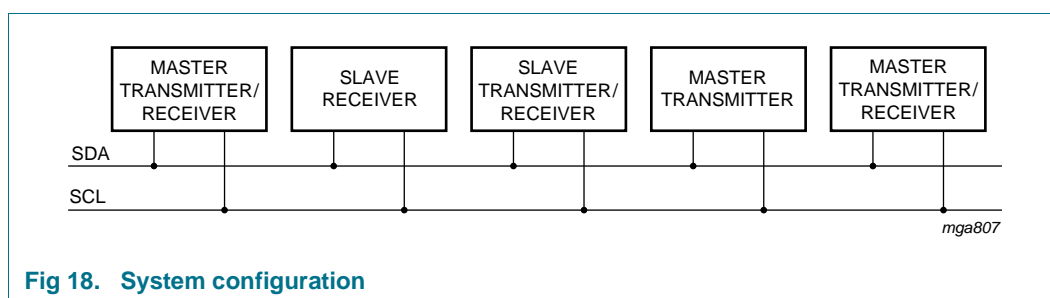 MASTER
TRANSMITTER/
RECEIVER
SLAVE
RECEIVER
SLAVE
TRANSMITTER/
RECEIVER
MASTER
TRANSMITTER
MASTER
TRANSMITTER/
RECEIVER
SDA
SCL
mga807
Fig 18. System configuration